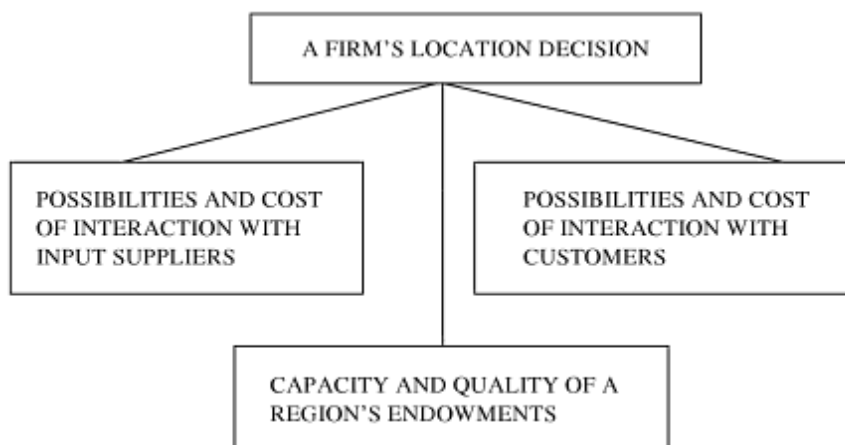 A FIRM'S LOCATION DECISION
POSSIBILITIES AND COST
OF INTERACTION WITH
INPUT SUPPLIERS
POSSIBILITIES AND COST
OF INTERACTION WITH
CUSTOMERS
CAPACITY AND QUALITY OF A
REGION'S ENDOWMENTS